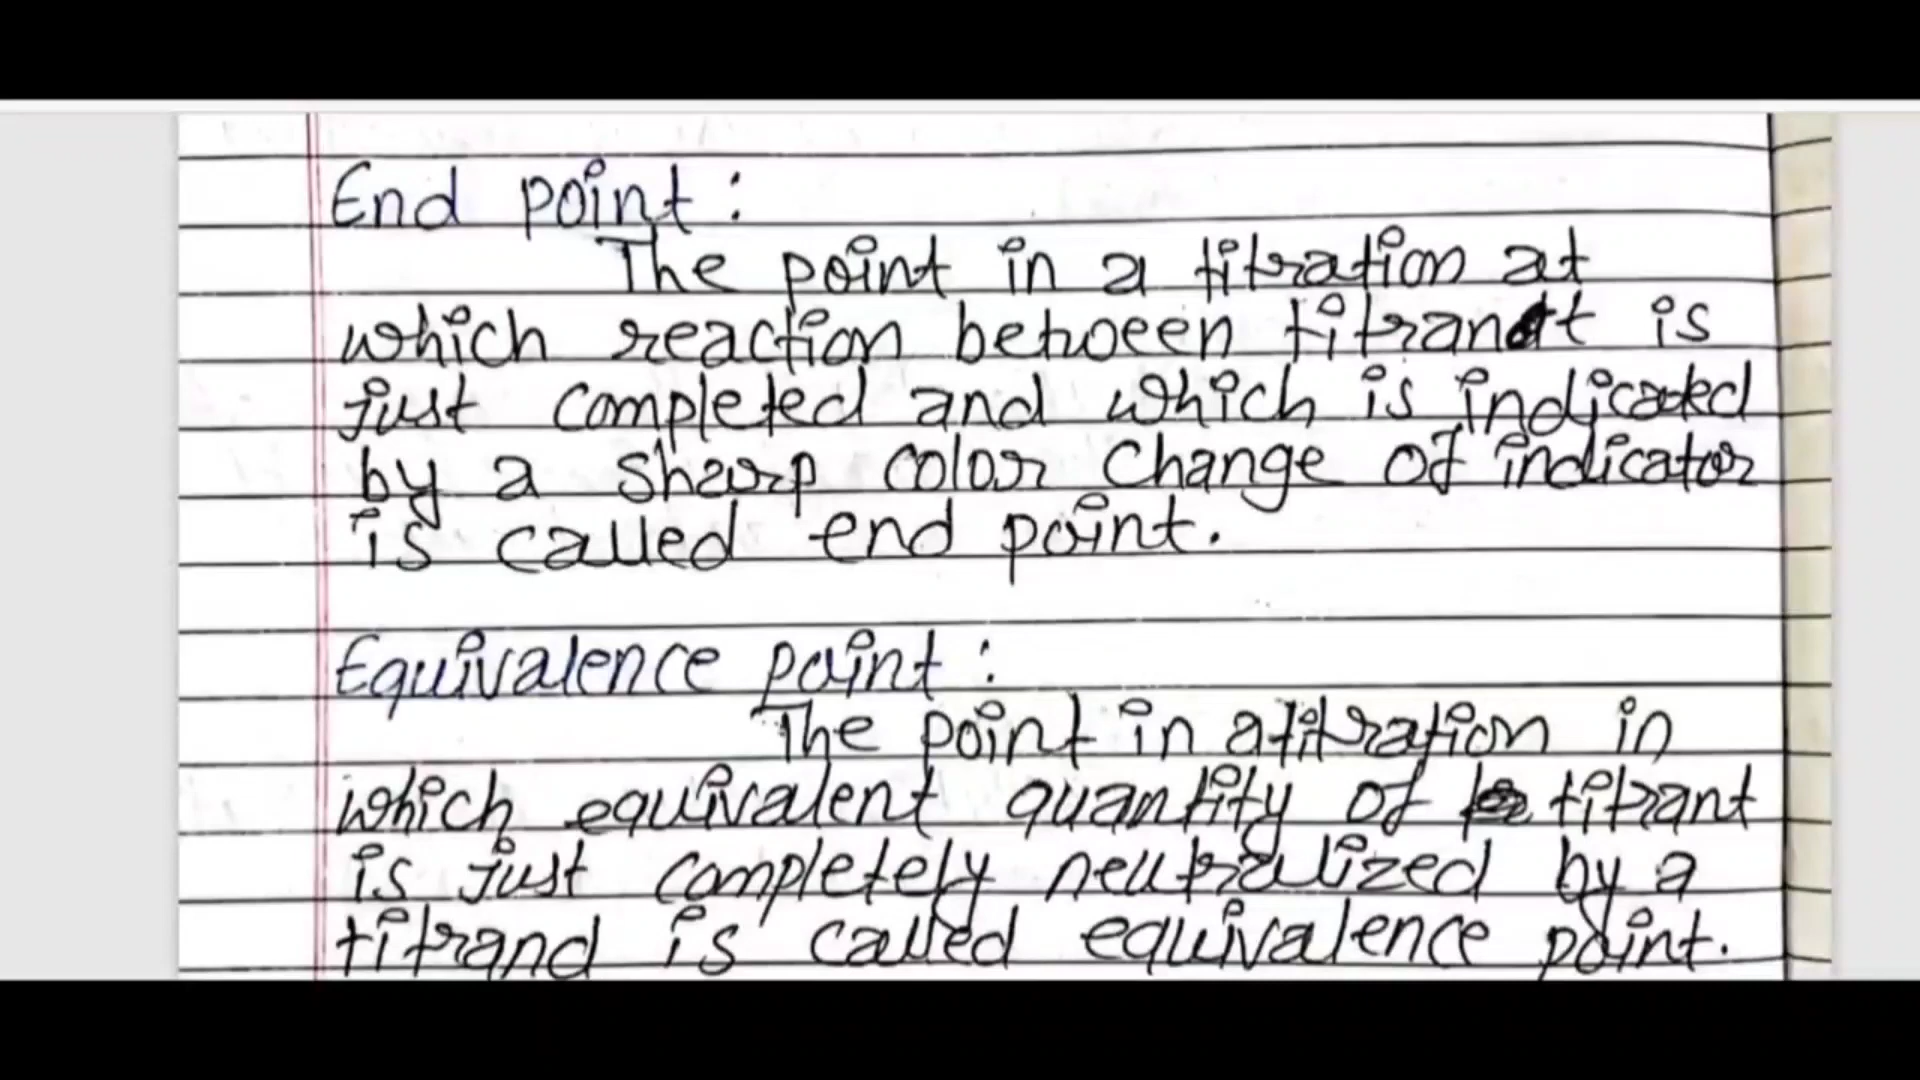 End point :
The point in a titration at
which reaction between titrant is
just completed and which is indicated
by a sharp color change of indicator
is called end point.
Equivalence point :
The point in a titration in
which equivalent quantity of titrant
is just completely neutralized by a
titrand is called equivalence point.